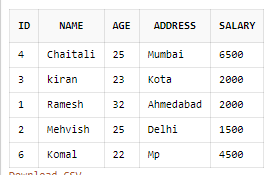 ID NAME AGE ADDRESS SALARY
4 Chaitali 25 Mumbai 6500
3 kiran 23 Kota 2000
1 Ramesh 32 Ahmedabad 2000
2 Mehvish 25 Delhi 1500
6 Komal 22 Mp 4500
Download CSV